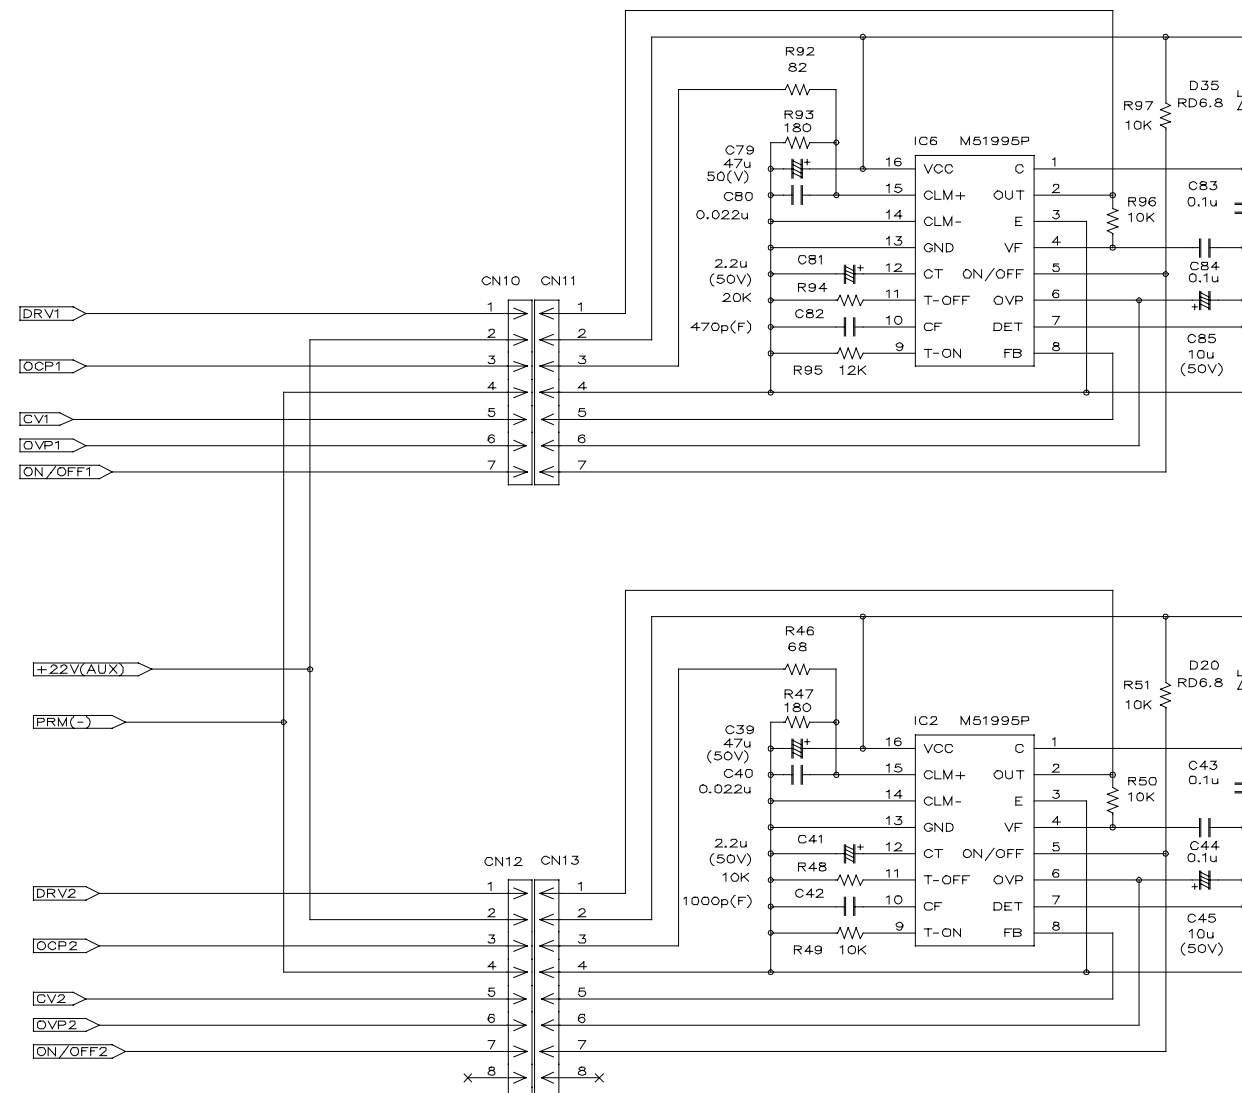 R92
82
R93
180
C79
47u
50(V)
C80
0.022u
IC6 M51995P
16 VCC C 1
15 CLM+ OUT 2
14 CLM- E 3
13 GND VF 4
12 CT ON/OFF 5
11 T-OFF OVP 6
10 CF DET 7
9 T-ON FB 8
2.2u
(50V)
C81
20K
R94
470p(F)
C82
R95 12K
R97
10K
D35
RD6.8
R96
10K
C83
0.1u
C84
0.1u
C85
10u
(50V)
CN10 CN11
DRV1 1 1
2 2
OCP1 3 3
4 4
CV1 5 5
OVP1 6 6
ON/OFF1 7 7
+22V(AUX)
PRM(-)
R46
68
R47
180
C39
47u
(50V)
C40
0.022u
IC2 M51995P
16 VCC C 1
15 CLM+ OUT 2
14 CLM- E 3
13 GND VF 4
12 CT ON/OFF 5
11 T-OFF OVP 6
10 CF DET 7
9 T-ON FB 8
2.2u
(50V)
C41
10K
R48
1000p(F)
C42
R49 10K
R51
10K
D20
RD6.8
R50
10K
C43
0.1u
C44
0.1u
C45
10u
(50V)
CN12 CN13
DRV2 1 1
2 2
OCP2 3 3
4 4
CV2 5 5
OVP2 6 6
ON/OFF2 7 7
8 8